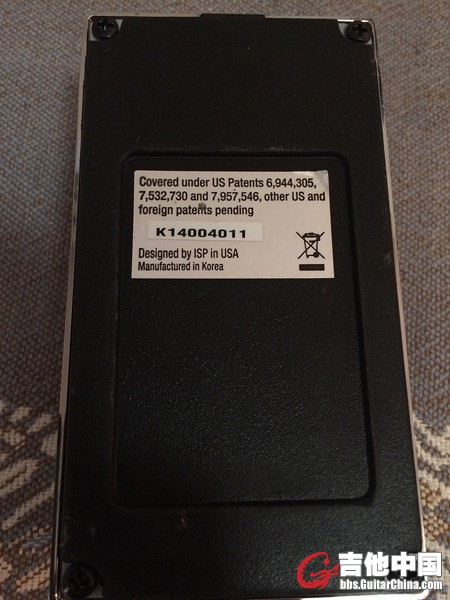 Covered under US Patents 6,944,305,
7,532,730 and 7,957,546, other US and
foreign patents pending
K14004011
Designed by ISP in USA
Manufactured in Korea
吉他中国
bbs.GuitarChina.com